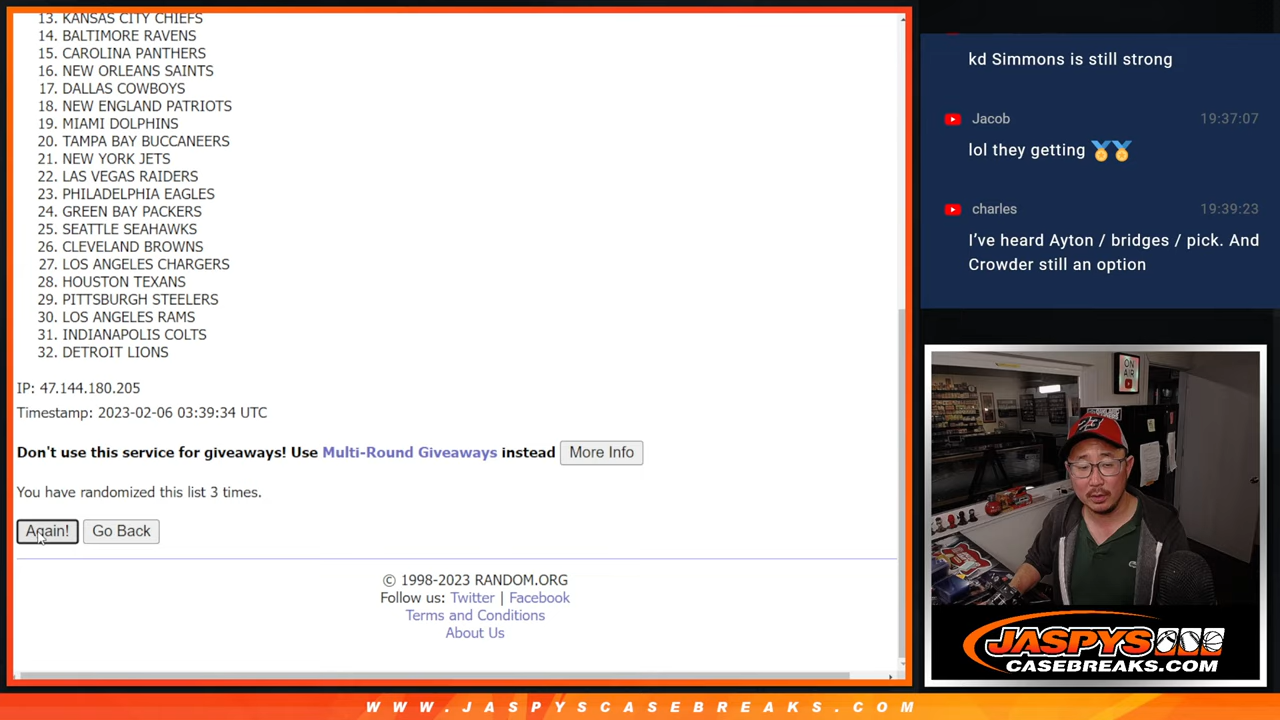 13. KANSAS CITY CHIEFS
14. BALTIMORE RAVENS
15. CAROLINA PANTHERS
16. NEW ORLEANS SAINTS
17. DALLAS COWBOYS
18. NEW ENGLAND PATRIOTS
19. MIAMI DOLPHINS
20. TAMPA BAY BUCCANEERS
21. NEW YORK JETS
22. LAS VEGAS RAIDERS
23. PHILADELPHIA EAGLES
24. GREEN BAY PACKERS
25. SEATTLE SEAHAWKS
26. CLEVELAND BROWNS
27. LOS ANGELES CHARGERS
28. HOUSTON TEXANS
29. PITTSBURGH STEELERS
30. LOS ANGELES RAMS
31. INDIANAPOLIS COLTS
32. DETROIT LIONS
IP: 47.144.180.205
Timestamp: 2023-02-06 03:39:34 UTC
Don't use this service for giveaways! Use Multi-Round Giveaways instead More Info
You have randomized this list 3 times.
Again! Go Back
© 1998-2023 RANDOM.ORG
Follow us: Twitter | Facebook
Terms and Conditions
About Us
kd Simmons is still strong
Jacob 19:37:07
lol they getting 🏅🏅
charles 19:39:23
I’ve heard Ayton / bridges / pick. And
Crowder still an option
ON
AIR
23
JASPYS
CASEBREAKS.COM
WWW.JASPYSCASEBREAKS.COM